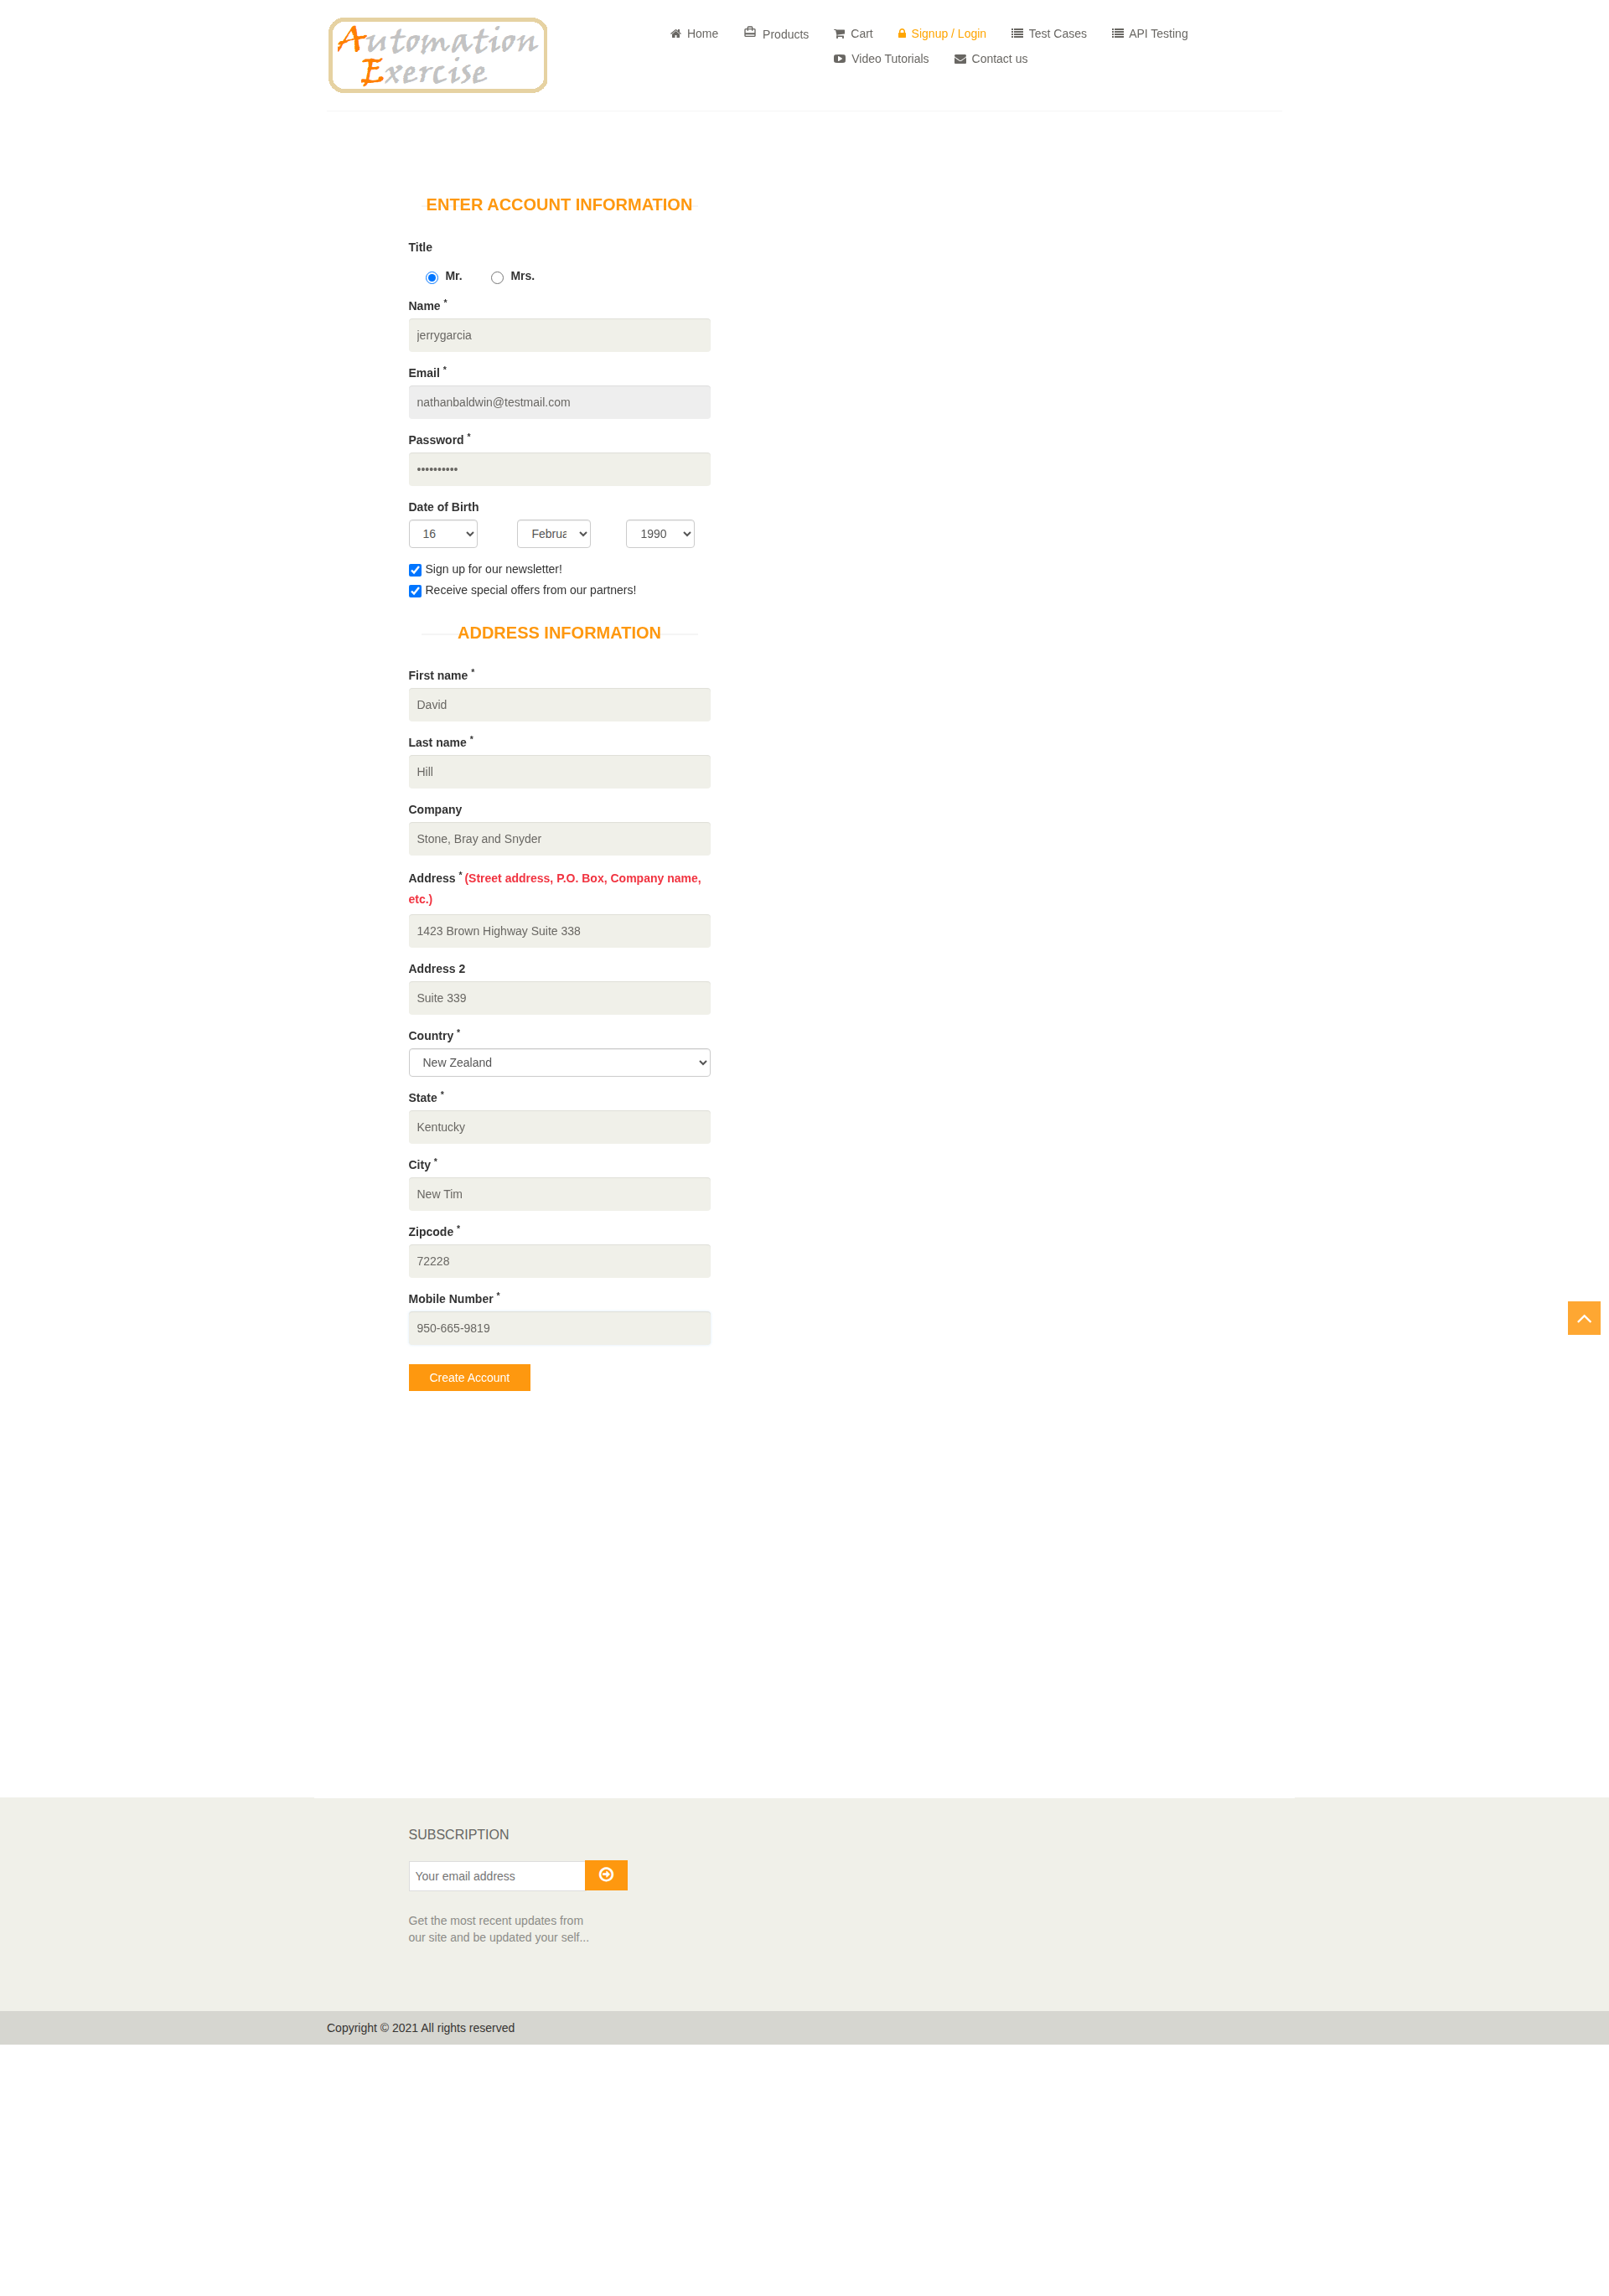 Automation
Exercise
Home Products Cart Signup / Login Test Cases API Testing
Video Tutorials Contact us
ENTER ACCOUNT INFORMATION
Title
Mr. Mrs.
Name *
jerrygarcia
Email *
nathanbaldwin@testmail.com
Password *
••••••••••
Date of Birth
16 Februa 1990
Sign up for our newsletter!
Receive special offers from our partners!
ADDRESS INFORMATION
First name *
David
Last name *
Hill
Company
Stone, Bray and Snyder
Address * (Street address, P.O. Box, Company name,
etc.)
1423 Brown Highway Suite 338
Address 2
Suite 339
Country *
New Zealand
State *
Kentucky
City *
New Tim
Zipcode *
72228
Mobile Number *
950-665-9819
Create Account
SUBSCRIPTION
Your email address
Get the most recent updates from
our site and be updated your self...
Copyright © 2021 All rights reserved